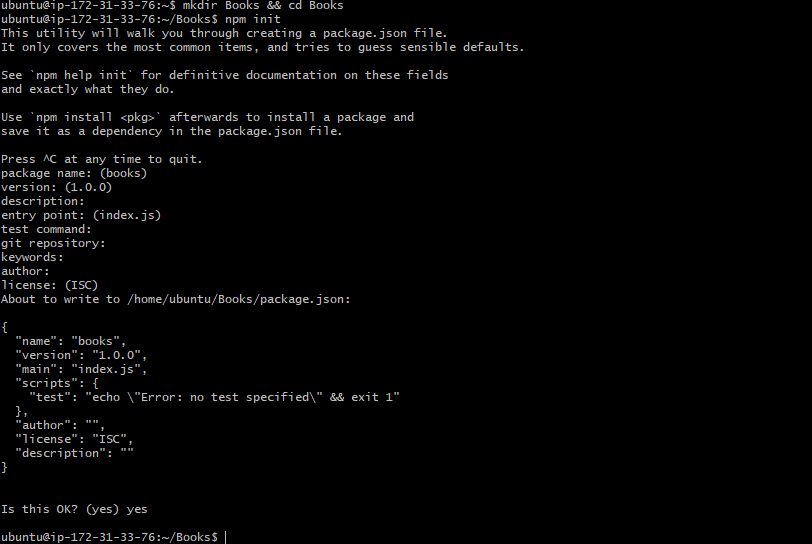 ubuntu@ip-172-31-33-76:~$ mkdir Books && cd Books
ubuntu@ip-172-31-33-76:~/Books$ npm init
This utility will walk you through creating a package.json file.
It only covers the most common items, and tries to guess sensible defaults.
See `npm help init` for definitive documentation on these fields
and exactly what they do.
Use `npm install <pkg>` afterwards to install a package and
save it as a dependency in the package.json file.
Press ^C at any time to quit.
package name: (books)
version: (1.0.0)
description:
entry point: (index.js)
test command:
git repository:
keywords:
author:
license: (ISC)
About to write to /home/ubuntu/Books/package.json:
{
  "name": "books",
  "version": "1.0.0",
  "main": "index.js",
  "scripts": {
    "test": "echo \"Error: no test specified\" && exit 1"
  },
  "author": "",
  "license": "ISC",
  "description": ""
}
Is this OK? (yes) yes
ubuntu@ip-172-31-33-76:~/Books$